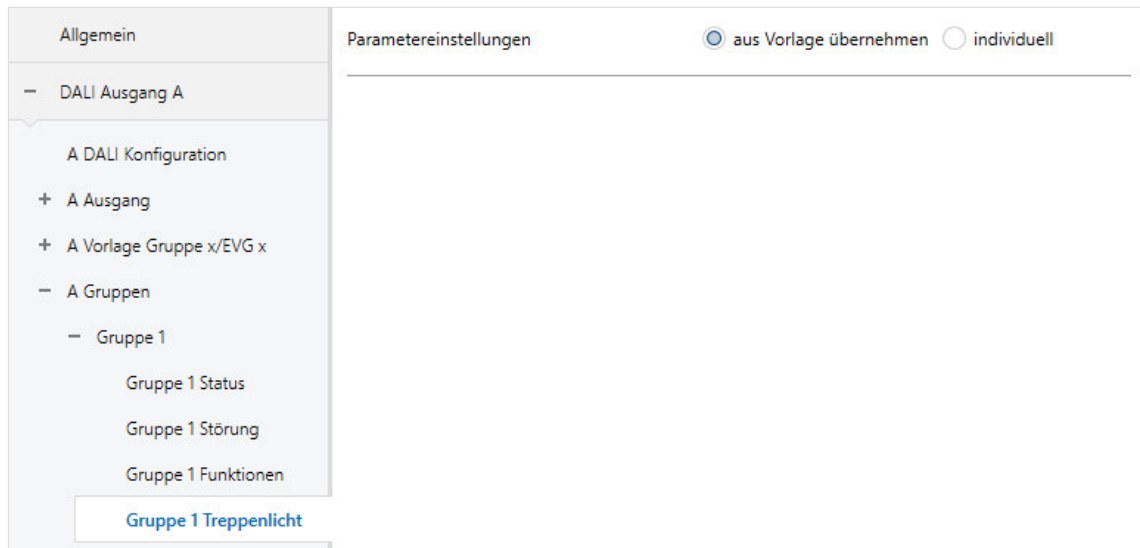 Allgemein
Parametereinstellungen aus Vorlage übernehmen individuell
DALI Ausgang A
A DALI Konfiguration
A Ausgang
A Vorlage Gruppe x/EVG x
A Gruppen
Gruppe 1
Gruppe 1 Status
Gruppe 1 Störung
Gruppe 1 Funktionen
Gruppe 1 Treppenlicht